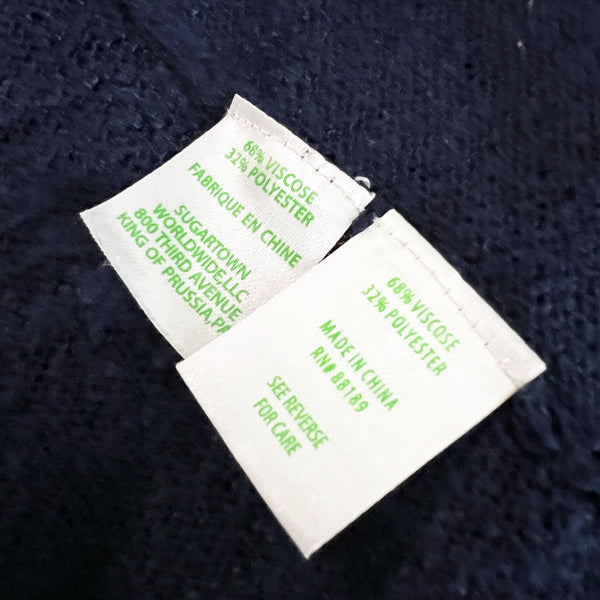 68% VISCOSE
32% POLYESTER
FABRIQUE EN CHINE
SUGARTOWN
WORLDWIDE,LLC
800 THIRD AVENUE
KING OF PRUSSIA,PA
68% VISCOSE
32% POLYESTER
MADE IN CHINA
RN# 88189
SEE REVERSE
FOR CARE